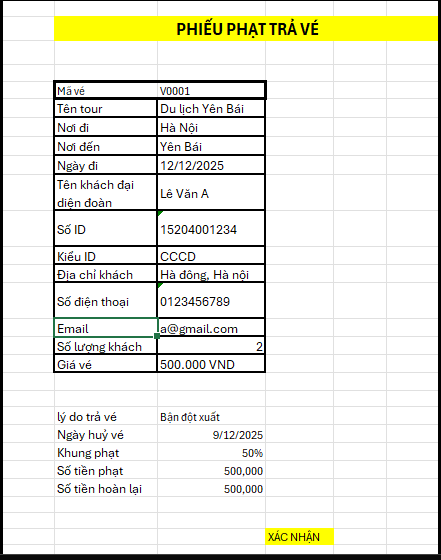 PHIẾU PHẠT TRẢ VÉ
Mã vé V0001
Tên tour Du lịch Yên Bái
Nơi đi Hà Nội
Nơi đến Yên Bái
Ngày đi 12/12/2025
Tên khách đại
diện đoàn Lê Văn A
Số ID 15204001234
Kiểu ID CCCD
Địa chỉ khách Hà đông, Hà nội
Số điện thoại 0123456789
Email a@gmail.com
Số lượng khách 2
Giá vé 500.000 VND
lý do trả vé Bận đột xuất
Ngày huỷ vé 9/12/2025
Khung phạt 50%
Số tiền phạt 500,000
Số tiền hoàn lại 500,000
XÁC NHẬN